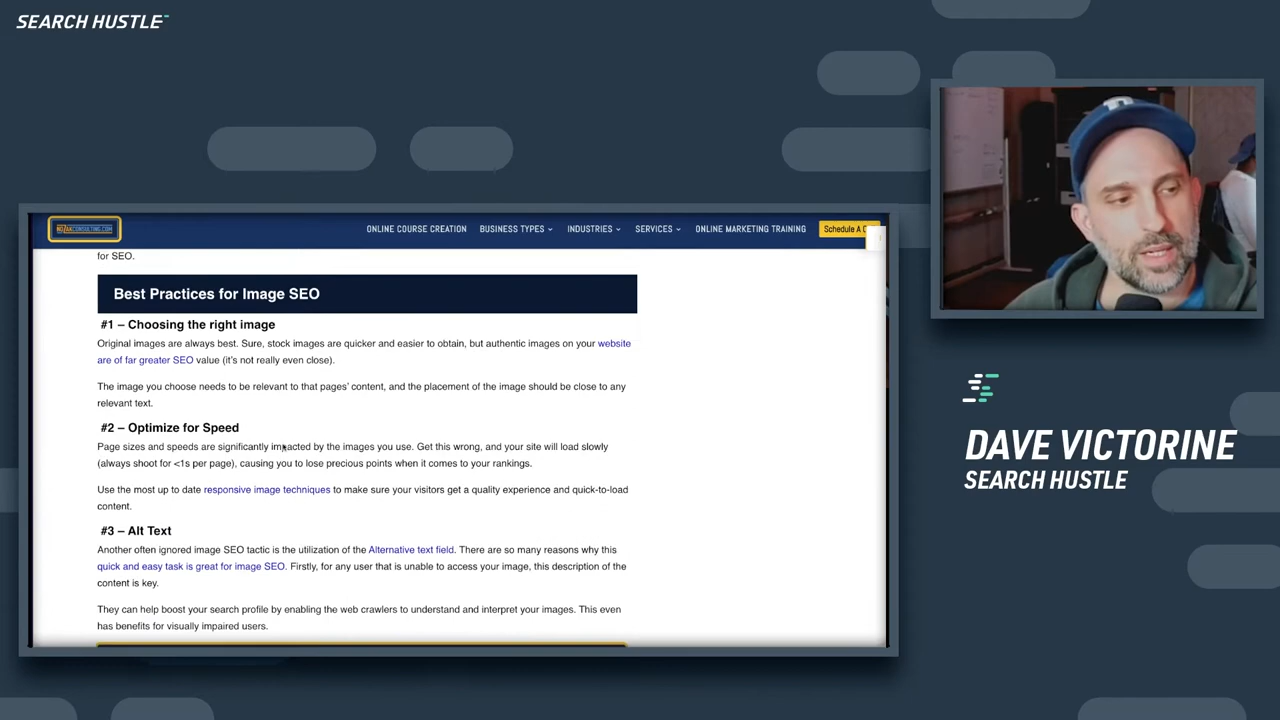 SEARCH HUSTLE
NOZAKCONSULTING.COM
ONLINE COURSE CREATION
BUSINESS TYPES
INDUSTRIES
SERVICES
ONLINE MARKETING TRAINING
Schedule A
for SEO.
Best Practices for Image SEO
#1 – Choosing the right image
Original images are always best. Sure, stock images are quicker and easier to obtain, but authentic images on your website
are of far greater SEO value (it's not really even close).
The image you choose needs to be relevant to that pages' content, and the placement of the image should be close to any
relevant text.
#2 – Optimize for Speed
Page sizes and speeds are significantly impacted by the images you use. Get this wrong, and your site will load slowly
(always shoot for <1s per page), causing you to lose precious points when it comes to your rankings.
Use the most up to date responsive image techniques to make sure your visitors get a quality experience and quick-to-load
content.
#3 – Alt Text
Another often ignored image SEO tactic is the utilization of the Alternative text field. There are so many reasons why this
quick and easy task is great for image SEO. Firstly, for any user that is unable to access your image, this description of the
content is key.
They can help boost your search profile by enabling the web crawlers to understand and interpret your images. This even
has benefits for visually impaired users.
DAVE VICTORINE
SEARCH HUSTLE